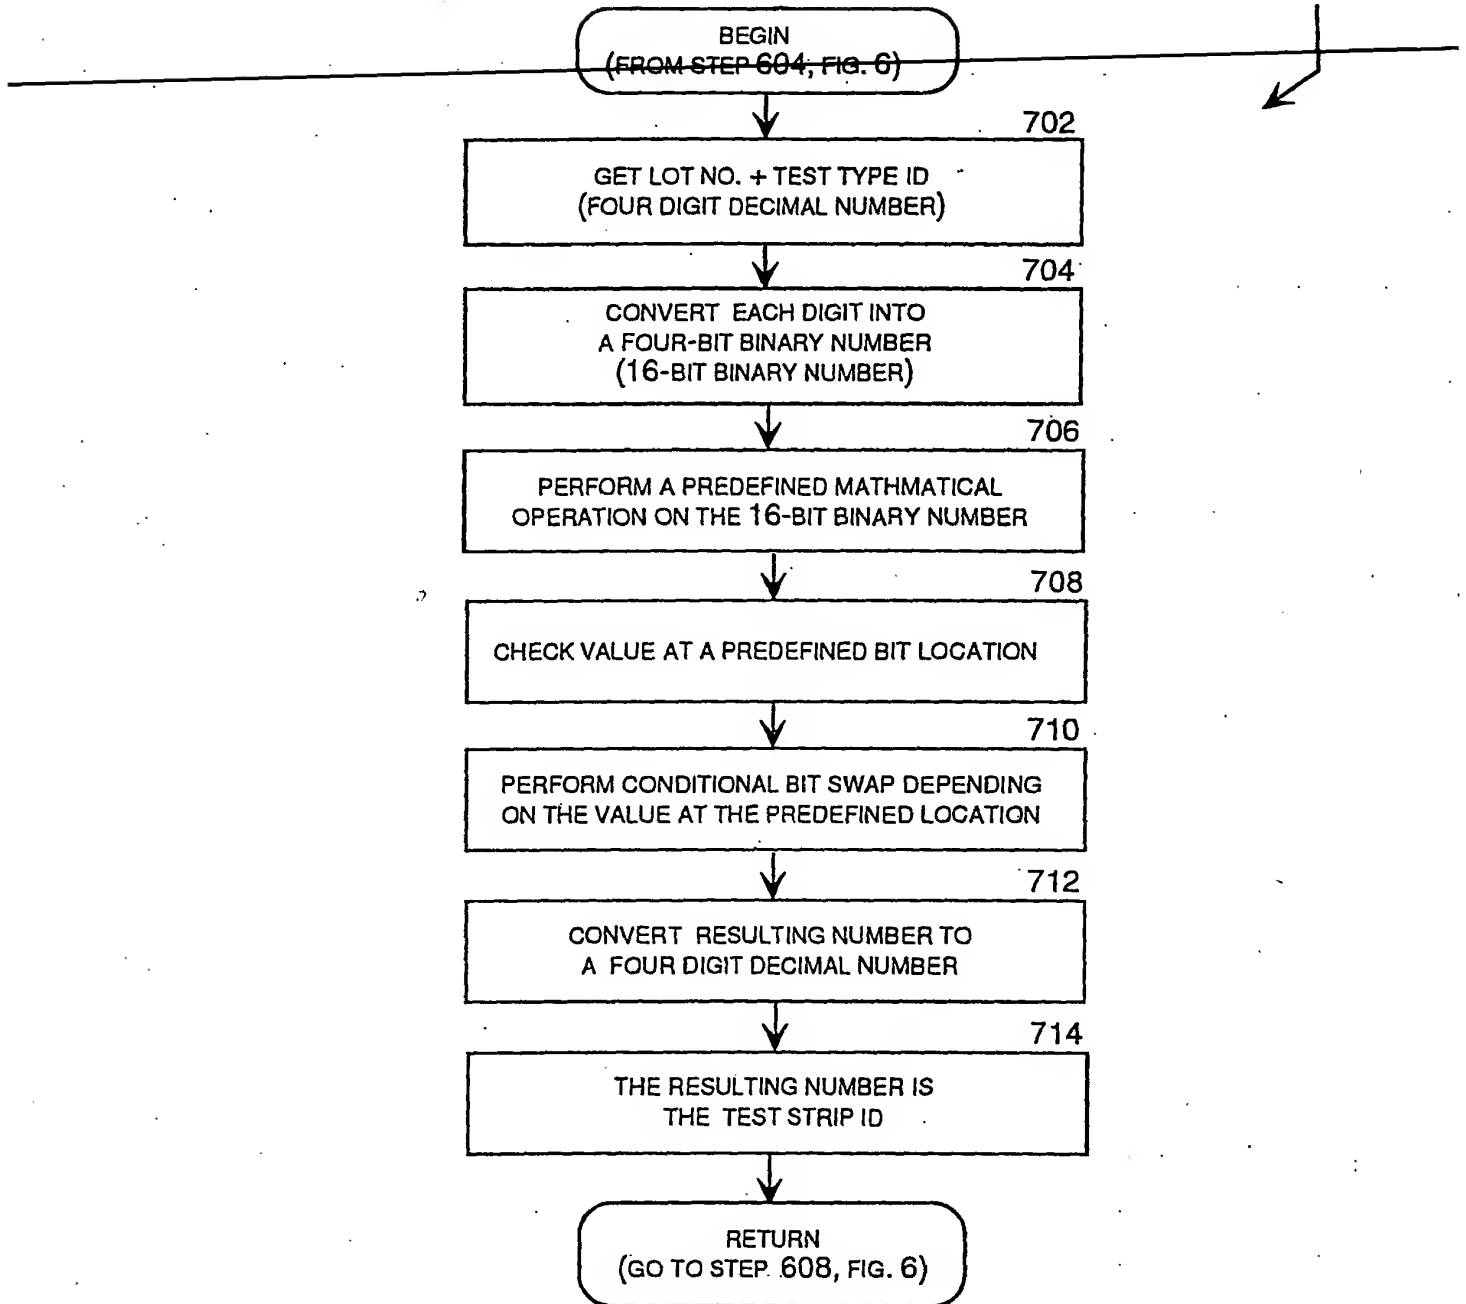 BEGIN
(FROM STEP 604, FIG. 6)
702
GET LOT NO. + TEST TYPE ID
(FOUR DIGIT DECIMAL NUMBER)
704
CONVERT EACH DIGIT INTO
A FOUR-BIT BINARY NUMBER
(16-BIT BINARY NUMBER)
706
PERFORM A PREDEFINED MATHMATICAL
OPERATION ON THE 16-BIT BINARY NUMBER
708
CHECK VALUE AT A PREDEFINED BIT LOCATION
710
PERFORM CONDITIONAL BIT SWAP DEPENDING
ON THE VALUE AT THE PREDEFINED LOCATION
712
CONVERT RESULTING NUMBER TO
A FOUR DIGIT DECIMAL NUMBER
714
THE RESULTING NUMBER IS
THE TEST STRIP ID
RETURN
(GO TO STEP 608, FIG. 6)